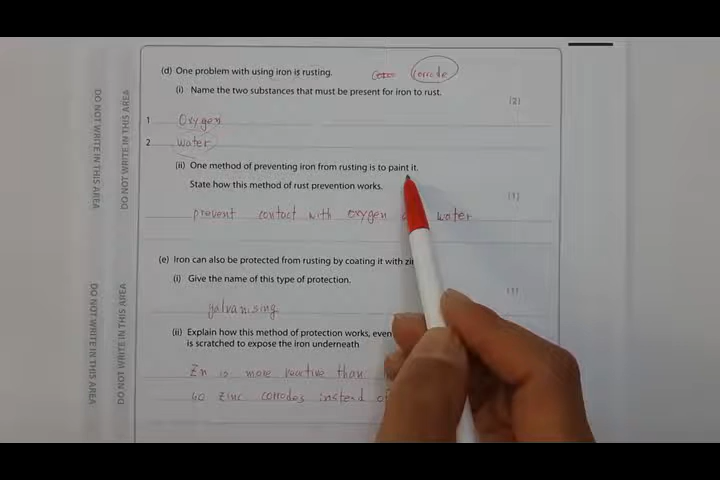 (d) One problem with using iron is rusting. corrode
(i) Name the two substances that must be present for iron to rust.
(2)
1 Oxygen
2 water
(ii) One method of preventing iron from rusting is to paint it.
State how this method of rust prevention works.
(1)
prevent contact with oxygen water
(e) Iron can also be protected from rusting by coating it with
(i) Give the name of this type of protection.
(1)
galvanising
(ii) Explain how this method of protection works, even
is scratched to expose the iron underneath
Zn is more reactive than
so zinc corrodes instead of
DO NOT WRITE IN THIS AREA
DO NOT WRITE IN THIS AREA
DO NOT WRITE IN THIS AREA
DO NOT WRITE IN THIS AREA